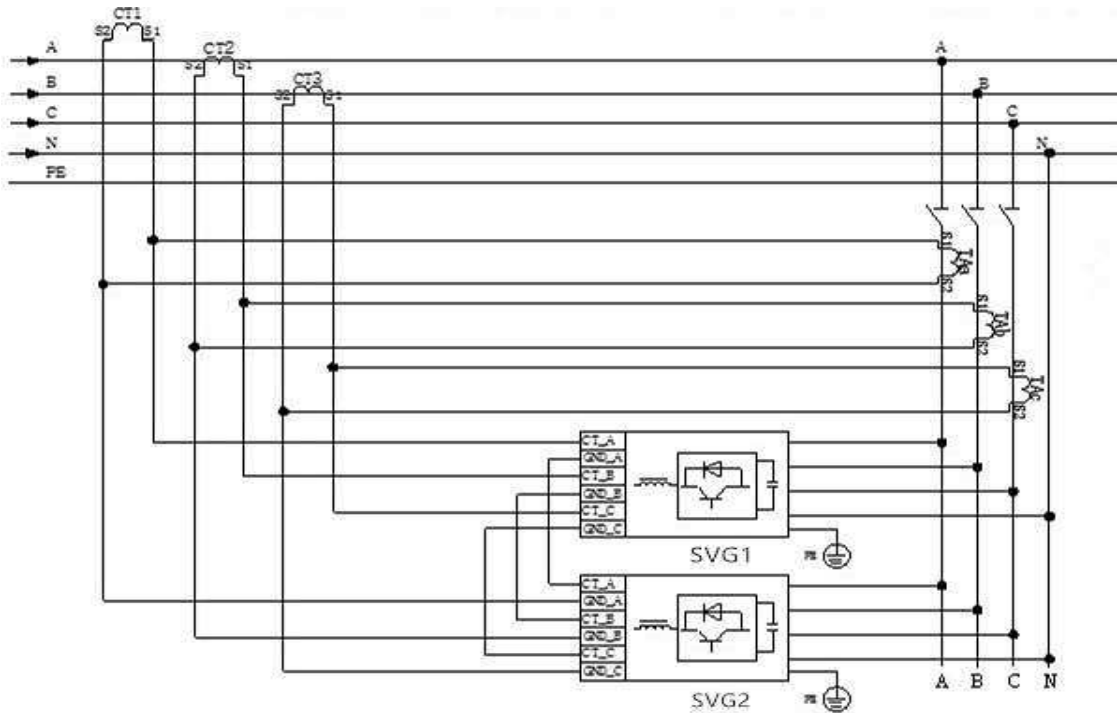 CT1
S2 S1
A
CT2
A
S2 S1
B
CT3
B
S2 S1
C
C
N
N
PE
S1
TAa
S2
S1
TAb
S2
S1
TAc
S2
CT_A
GND_A
CT_B
GND_B
CT_C
GND_C
SVG1
PE
CT_A
GND_A
CT_B
GND_B
CT_C
GND_C
SVG2
PE
A B C N